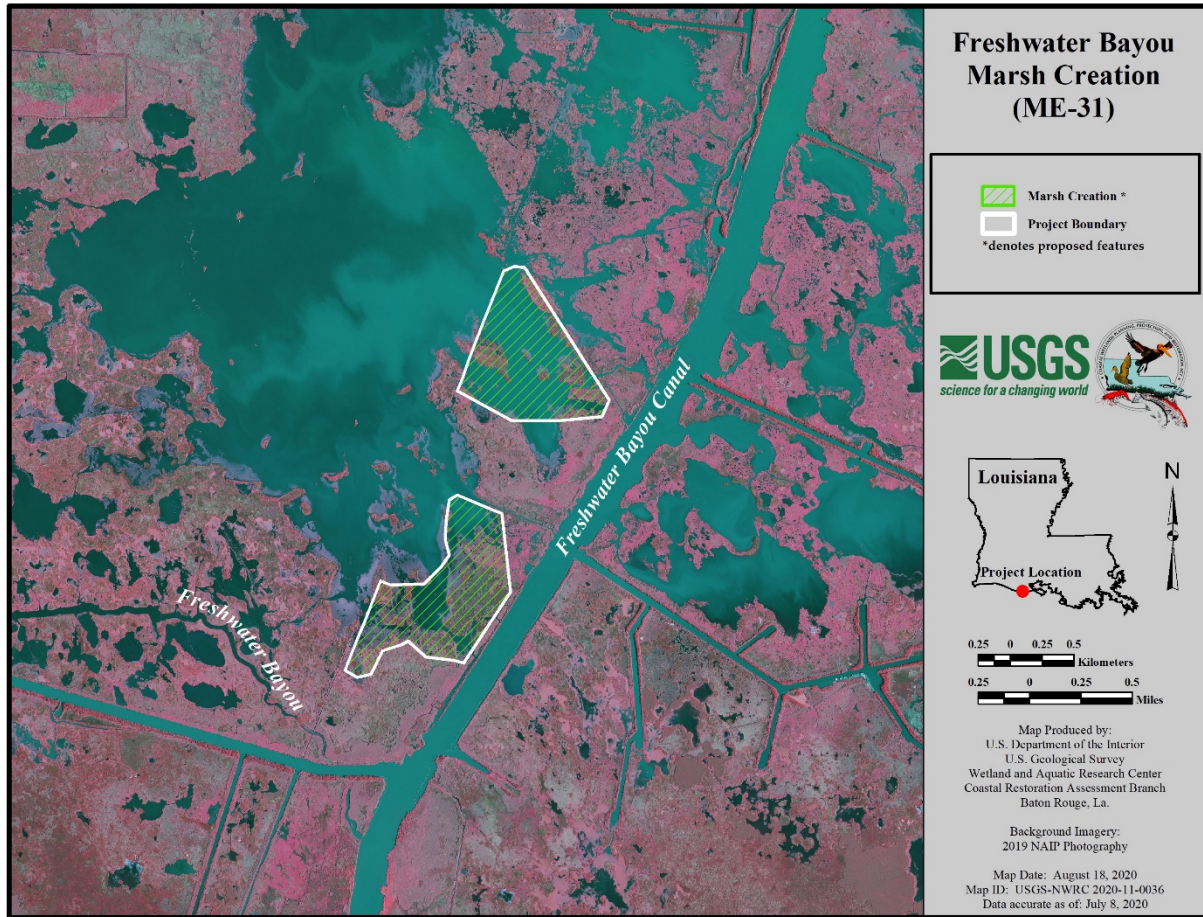 Freshwater Bayou
Marsh Creation
(ME-31)
Marsh Creation *
Project Boundary
*denotes proposed features
USGS
science for a changing world
Louisiana
N
Project Location
0.25 0 0.25 0.5
Kilometers
0.25 0 0.25 0.5
Miles
Map Produced by:
U.S. Department of the Interior
U.S. Geological Survey
Wetland and Aquatic Research Center
Coastal Restoration Assessment Branch
Baton Rouge, La.
Background Imagery:
2019 NAIP Photography
Map Date: August 18, 2020
Map ID: USGS-NWRC 2020-11-0036
Data accurate as of: July 8, 2020
Freshwater Bayou Canal
Freshwater Bayou